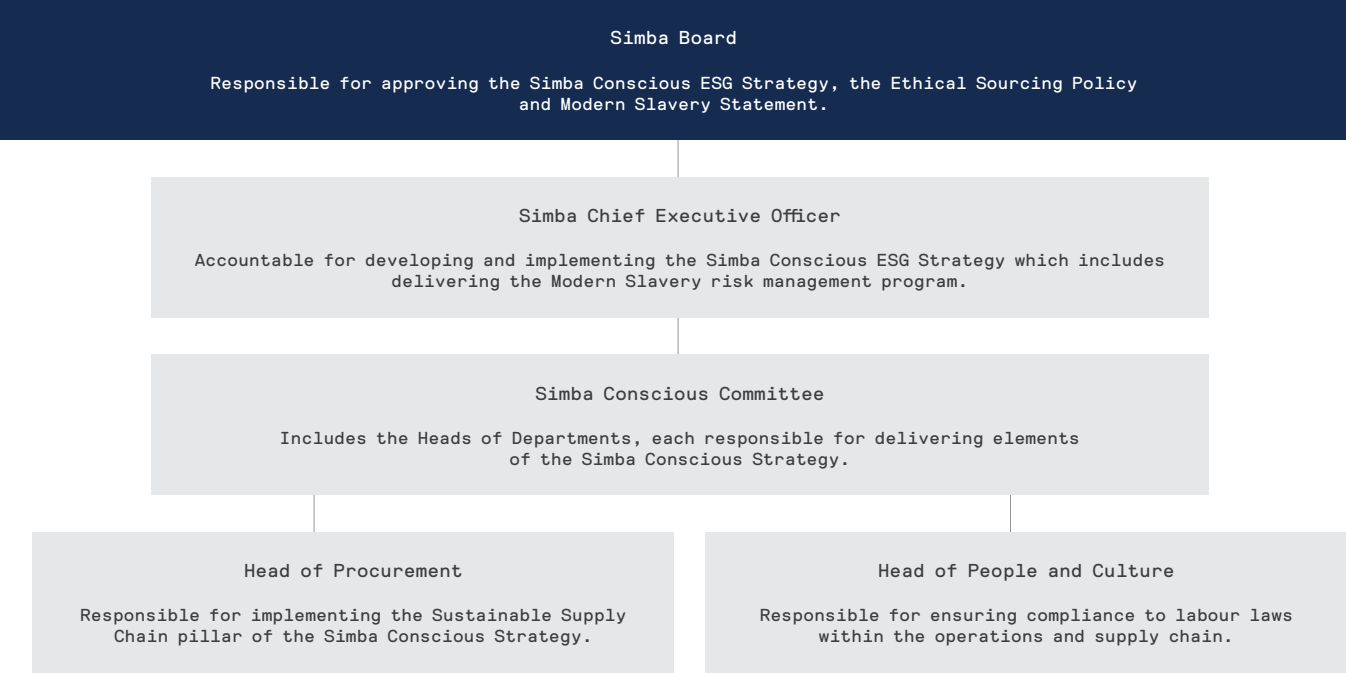 Simba Board
Responsible for approving the Simba Conscious ESG Strategy, the Ethical Sourcing Policy
and Modern Slavery Statement.
Simba Chief Executive Officer
Accountable for developing and implementing the Simba Conscious ESG Strategy which includes
delivering the Modern Slavery risk management program.
Simba Conscious Committee
Includes the Heads of Departments, each responsible for delivering elements
of the Simba Conscious Strategy.
Head of Procurement
Responsible for implementing the Sustainable Supply
Chain pillar of the Simba Conscious Strategy.
Head of People and Culture
Responsible for ensuring compliance to labour laws
within the operations and supply chain.